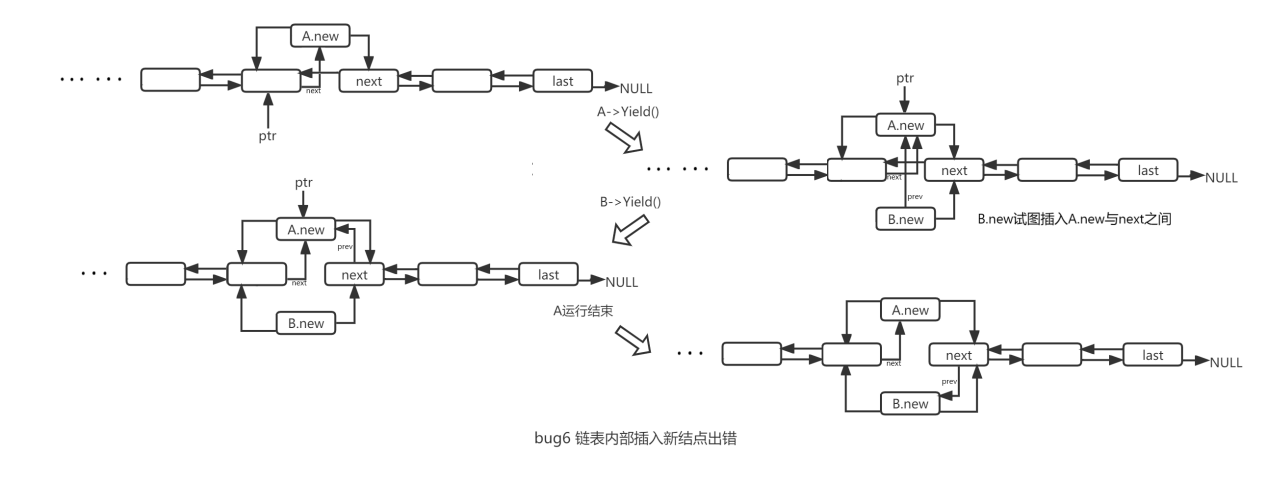 A.new
...... next last NULL
next
ptr
A->Yield()
ptr
A.new
...... next last NULL
next
prev
B.new
B.new试图插入A.new与next之间
B->Yield()
ptr
A.new
prev
... next last NULL
next
B.new
A运行结束
A.new
... next last NULL
next
prev
B.new
bug6 链表内部插入新结点出错